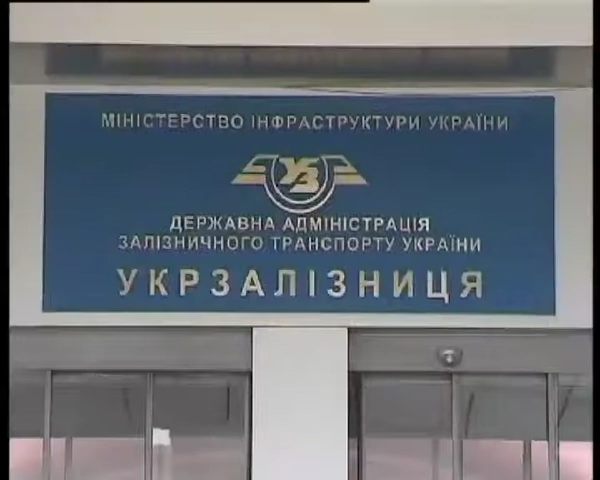 МІНІСТЕРСТВО ІНФРАСТРУКТУРИ УКРАЇНИ
УЗ
ДЕРЖАВНА АДМІНІСТРАЦІЯ
ЗАЛІЗНИЧНОГО ТРАНСПОРТУ УКРАЇНИ
УКРЗАЛІЗНИЦЯ